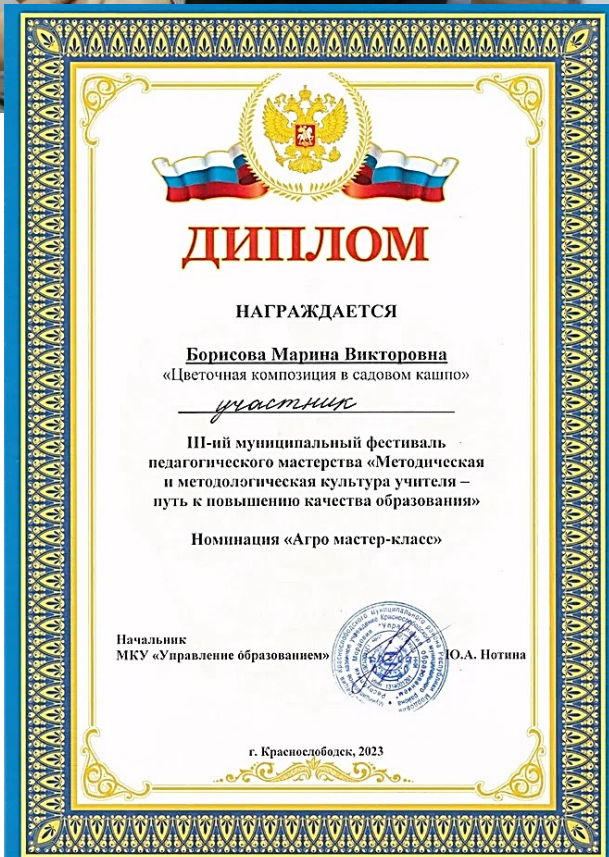 ДИПЛОМ
НАГРАЖДАЕТСЯ
Борисова Марина Викторовна
«Цветочная композиция в садовом кашпо»
участник
III-ий муниципальный фестиваль
педагогического мастерства «Методическая
и методологическая культура учителя –
путь к повышению качества образования»
Номинация «Агро мастер-класс»
Начальник
МКУ «Управление образованием» Ю.А. Нотина
г. Краснослободск, 2023